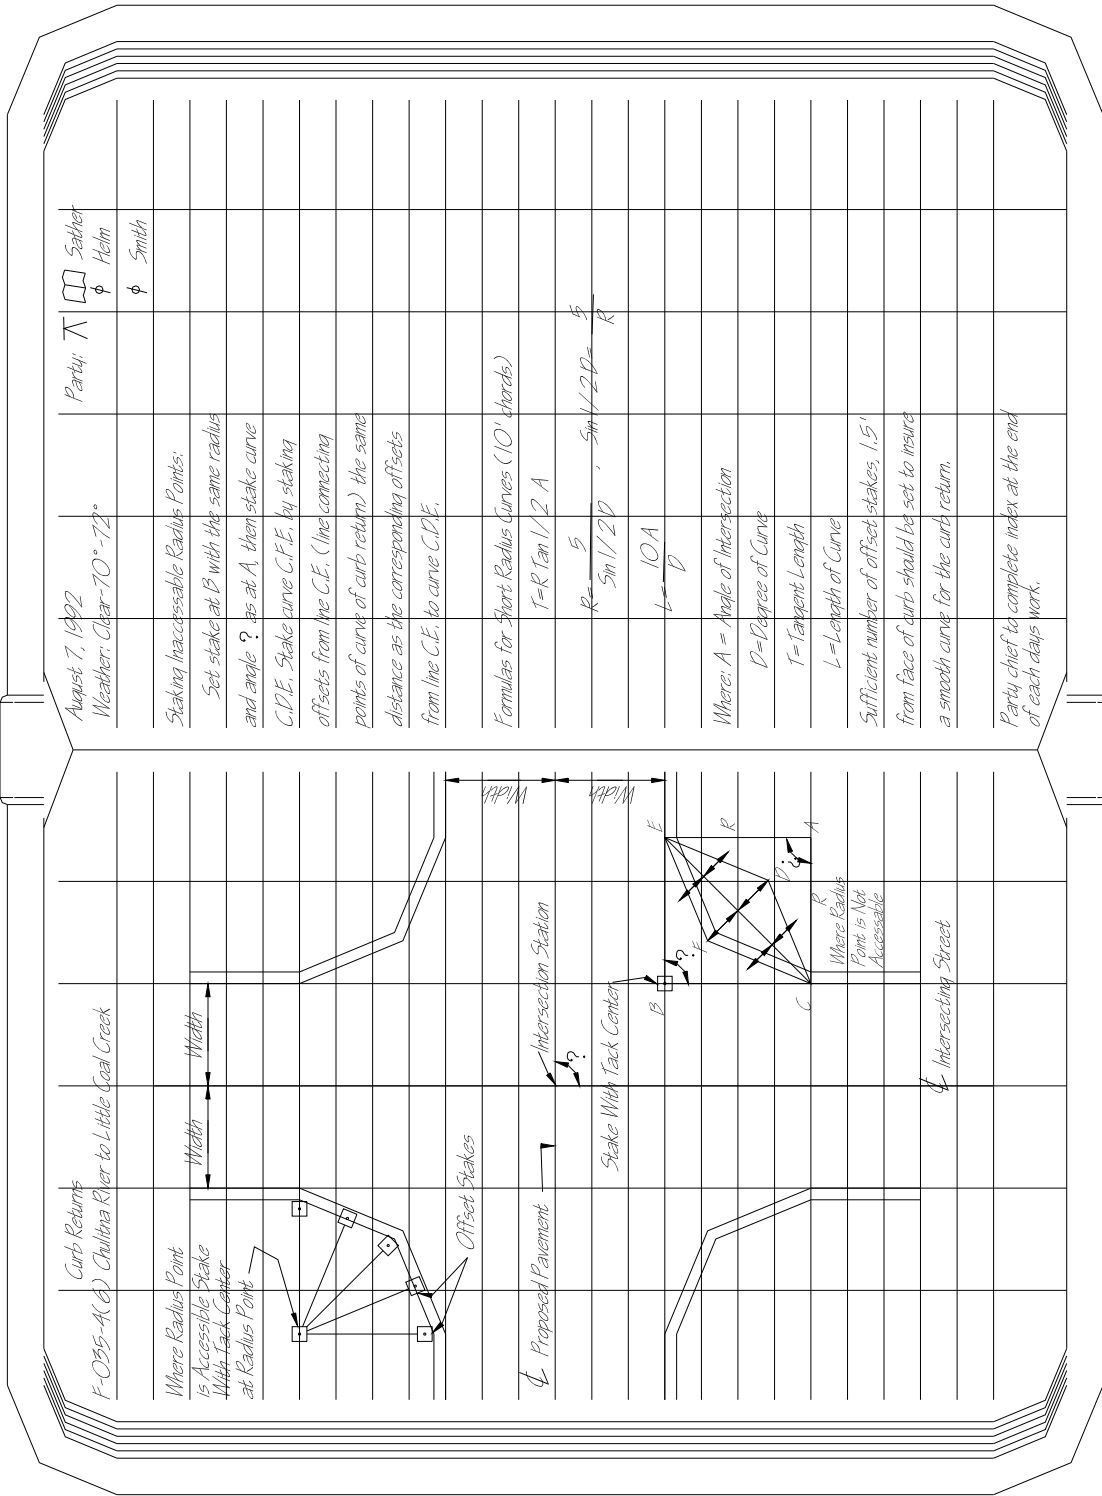 Curb Returns
F-035-4(6) Chulitna River to Little Coal Creek
Where Radius Point
is Accessible Stake
With Tack Center
at Radius Point
Width
Width
Offset Stakes
℄ Proposed Pavement
Intersection Station
?
Stake With Tack Center
Width
Width
B
?
E
F
R
D
?
A
C
R
Where Radius
Point is Not
Accessable
℄ Intersecting Street
August 7, 1992
Weather: Clear-70°-72°
Party:
Sather
ϕ Helm
ϕ Smith
Staking Inaccessable Radius Points:
Set stake at B with the same radius
and angle ? as at A, then stake curve
C.D.E. Stake curve C.F.E. by staking
offsets from line C.E. (line connecting
points of curve of curb return) the same
distance as the corresponding offsets
from line C.E. to curve C.D.E.
Formulas for Short Radius Curves (10' chords)
T=R Tan 1/2 A
R= 5 / Sin 1/2 D , Sin 1/2 D= 5 / R
L= 10A / D
Where: A = Angle of Intersection
D=Degree of Curve
T=Tangent Length
L=Length of Curve
Sufficient number of offset stakes, 1.5'
from face of curb should be set to insure
a smooth curve for the curb return.
Party chief to complete index at the end
of each days work.